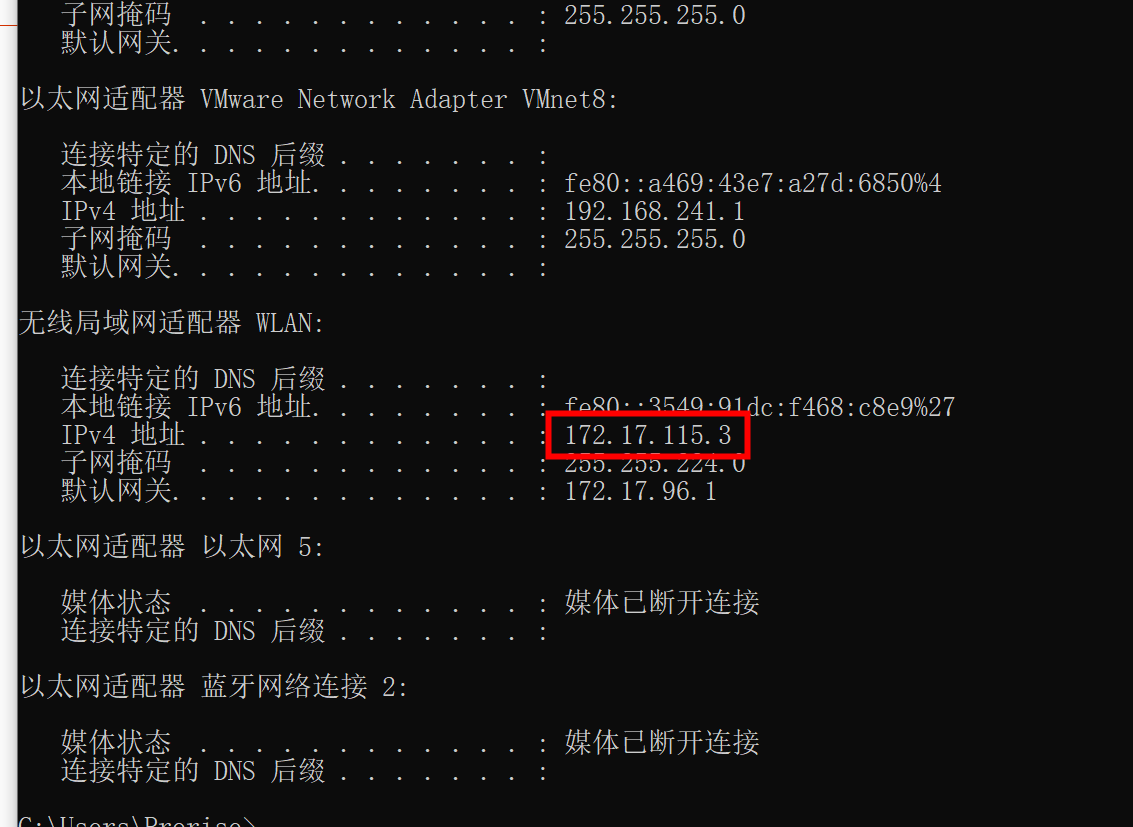 子网掩码  . . . . . . . . . . . . : 255.255.255.0
默认网关. . . . . . . . . . . . . :
以太网适配器 VMware Network Adapter VMnet8:
连接特定的 DNS 后缀 . . . . . . . :
本地链接 IPv6 地址. . . . . . . . : fe80::a469:43e7:a27d:6850%4
IPv4 地址 . . . . . . . . . . . . : 192.168.241.1
子网掩码  . . . . . . . . . . . . : 255.255.255.0
默认网关. . . . . . . . . . . . . :
无线局域网适配器 WLAN:
连接特定的 DNS 后缀 . . . . . . . :
本地链接 IPv6 地址. . . . . . . . : fe80::3549:91dc:f468:c8e9%27
IPv4 地址 . . . . . . . . . . . . : 172.17.115.3
子网掩码  . . . . . . . . . . . . : 255.255.224.0
默认网关. . . . . . . . . . . . . : 172.17.96.1
以太网适配器 以太网 5:
媒体状态  . . . . . . . . . . . . : 媒体已断开连接
连接特定的 DNS 后缀 . . . . . . . :
以太网适配器 蓝牙网络连接 2:
媒体状态  . . . . . . . . . . . . : 媒体已断开连接
连接特定的 DNS 后缀 . . . . . . . :
C:\Users\Prorise>